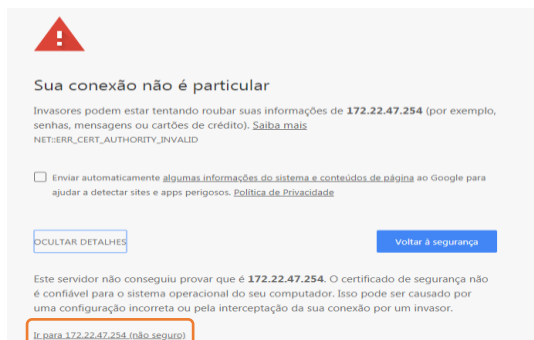 Sua conexão não é particular
Invasores podem estar tentando roubar suas informações de 172.22.47.254 (por exemplo,
senhas, mensagens ou cartões de crédito). Saiba mais
NET::ERR_CERT_AUTHORITY_INVALID
Enviar automaticamente algumas informações do sistema e conteúdos de página ao Google para
ajudar a detectar sites e apps perigosos. Política de Privacidade
OCULTAR DETALHES
Voltar à segurança
Este servidor não conseguiu provar que é 172.22.47.254. O certificado de segurança não
é confiável para o sistema operacional do seu computador. Isso pode ser causado por
uma configuração incorreta ou pela interceptação da sua conexão por um invasor.
Ir para 172.22.47.254 (não seguro)